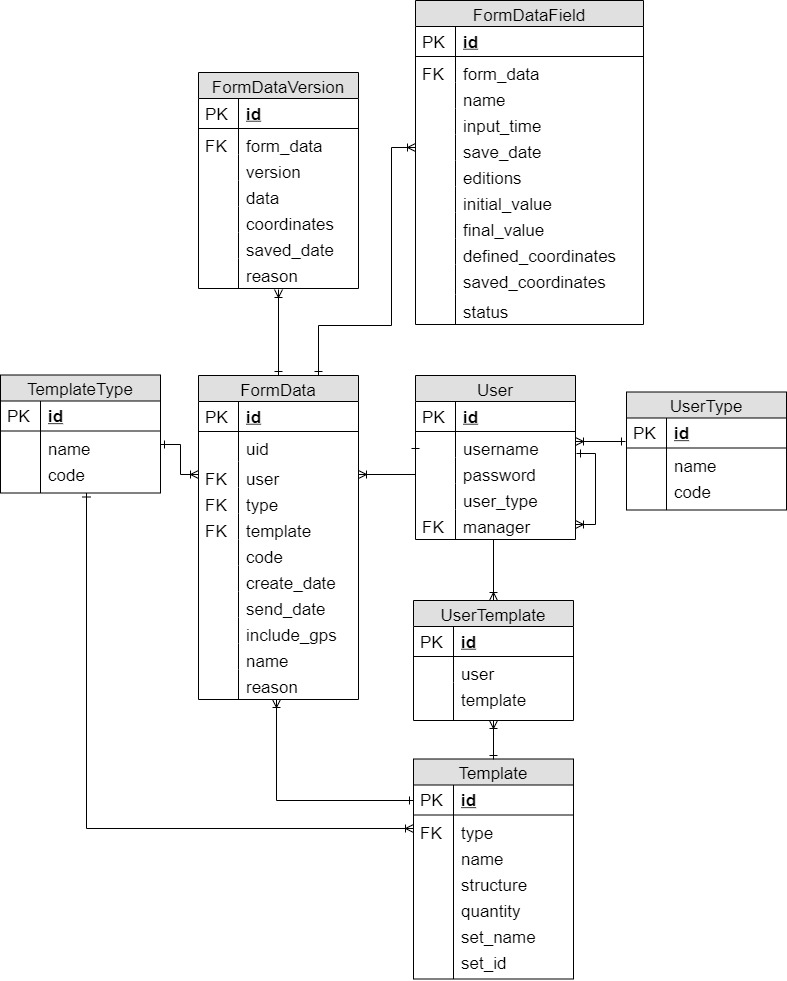 FormDataField
PK id
FK form_data
name
input_time
save_date
editions
initial_value
final_value
defined_coordinates
saved_coordinates
status
FormDataVersion
PK id
FK form_data
version
data
coordinates
saved_date
reason
TemplateType
PK id
name
code
FormData
PK id
uid
FK user
FK type
FK template
code
create_date
send_date
include_gps
name
reason
User
PK id
username
password
user_type
FK manager
UserType
PK id
name
code
UserTemplate
PK id
user
template
Template
PK id
FK type
name
structure
quantity
set_name
set_id